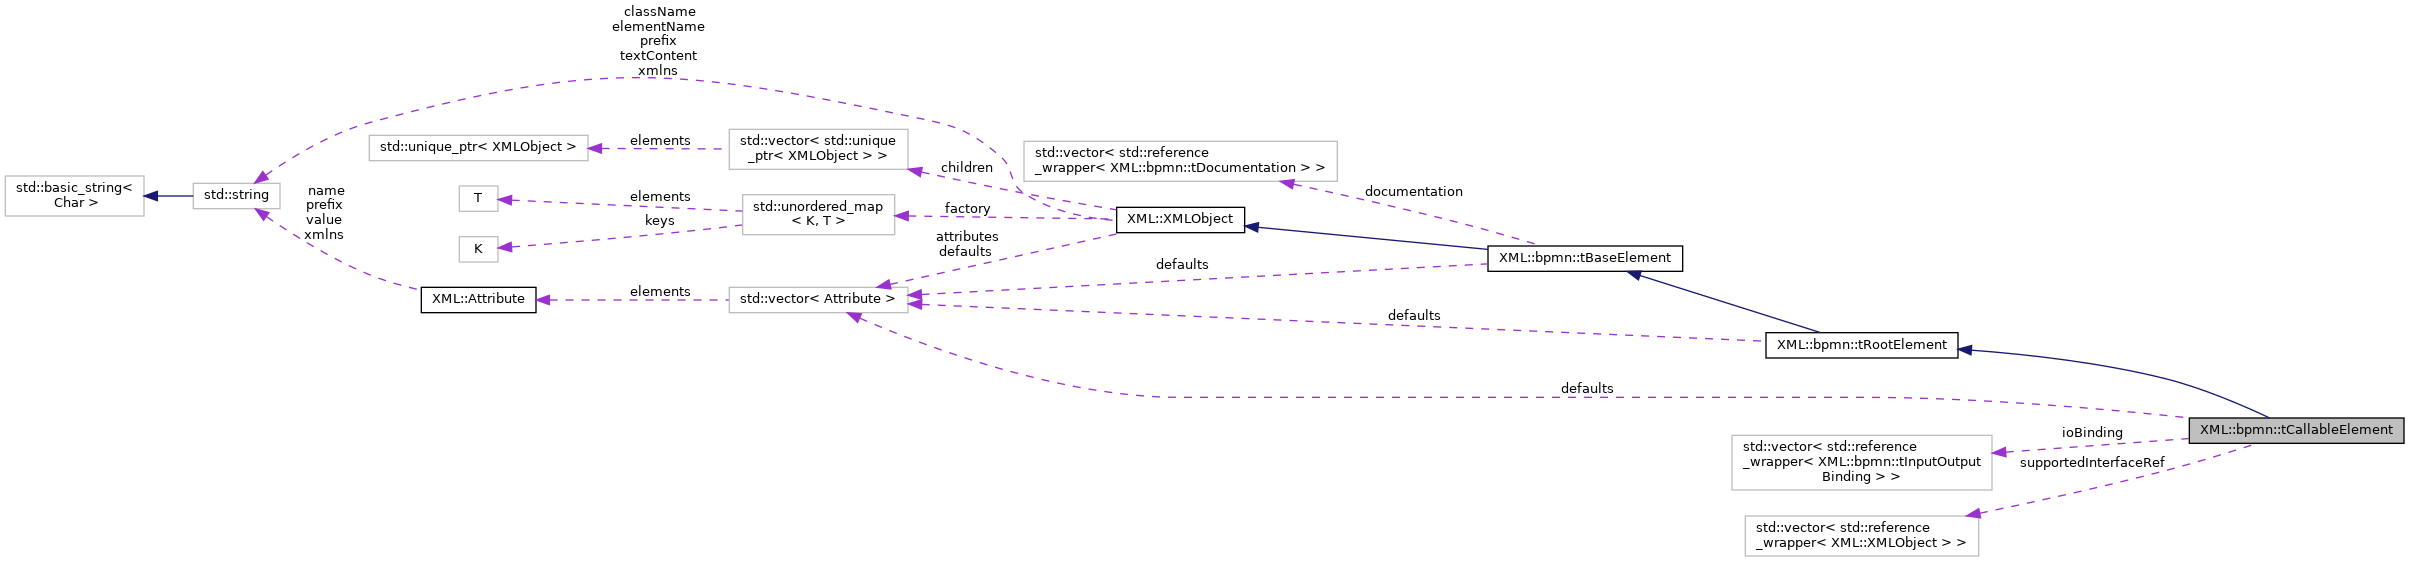 className
elementName
prefix
textContent
xmlns
std::unique_ptr< XMLObject >
elements
std::vector< std::unique
_ptr< XMLObject > >
children
std::vector< std::reference
_wrapper< XML::bpmn::tDocumentation > >
documentation
std::basic_string<
Char >
std::string
name
prefix
value
xmlns
T
elements
keys
K
std::unordered_map
< K, T >
factory
XML::XMLObject
attributes
defaults
defaults
XML::bpmn::tBaseElement
XML::Attribute
elements
std::vector< Attribute >
defaults
XML::bpmn::tRootElement
defaults
XML::bpmn::tCallableElement
ioBinding
std::vector< std::reference
_wrapper< XML::bpmn::tInputOutput
Binding > >
supportedInterfaceRef
std::vector< std::reference
_wrapper< XML::XMLObject > >